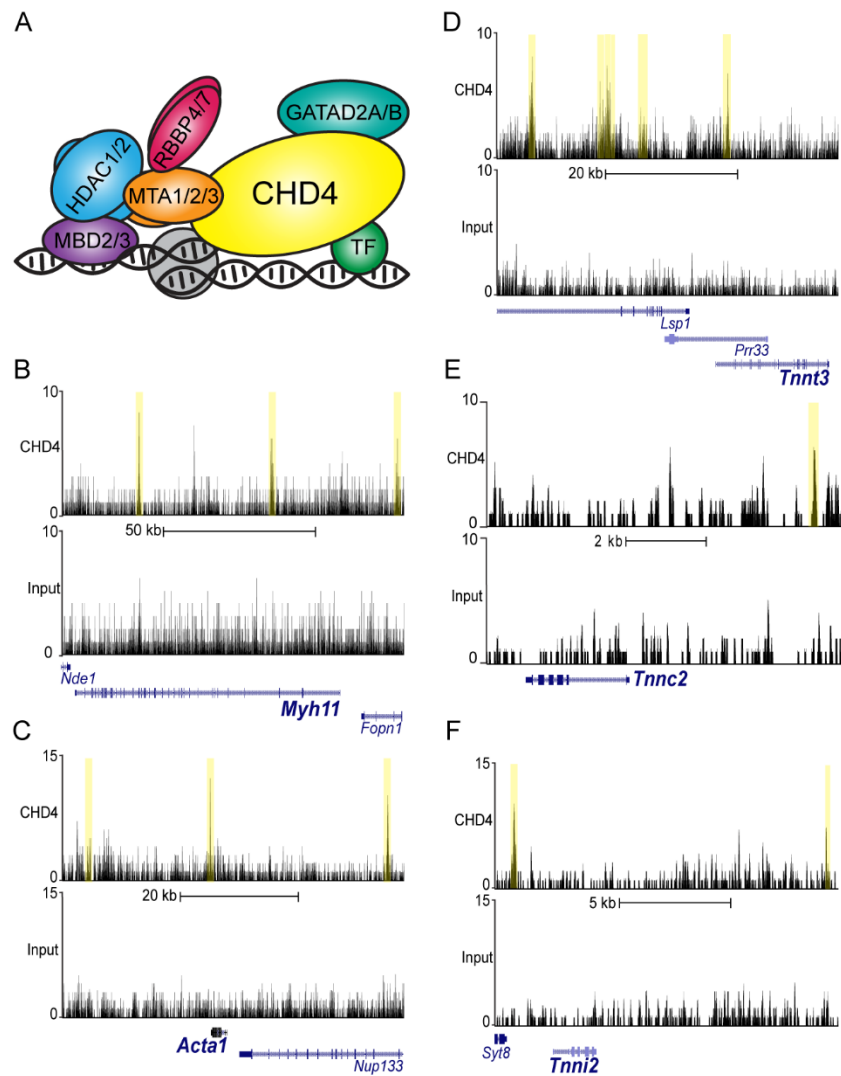 A
HDAC1/2
RBBP4/7
MTA1/2/3
MBD2/3
CHD4
GATAD2A/B
TF
B
10
CHD4
0
50 kb
10
Input
0
Nde1
Myh11
Fopn1
C
15
CHD4
0
20 kb
15
Input
0
Acta1
Nup133
D
10
CHD4
0
20 kb
10
Input
0
Lsp1
Prr33
Tnnt3
E
10
CHD4
0
2 kb
10
Input
0
Tnnc2
F
15
CHD4
0
5 kb
15
Input
0
Syt8
Tnni2